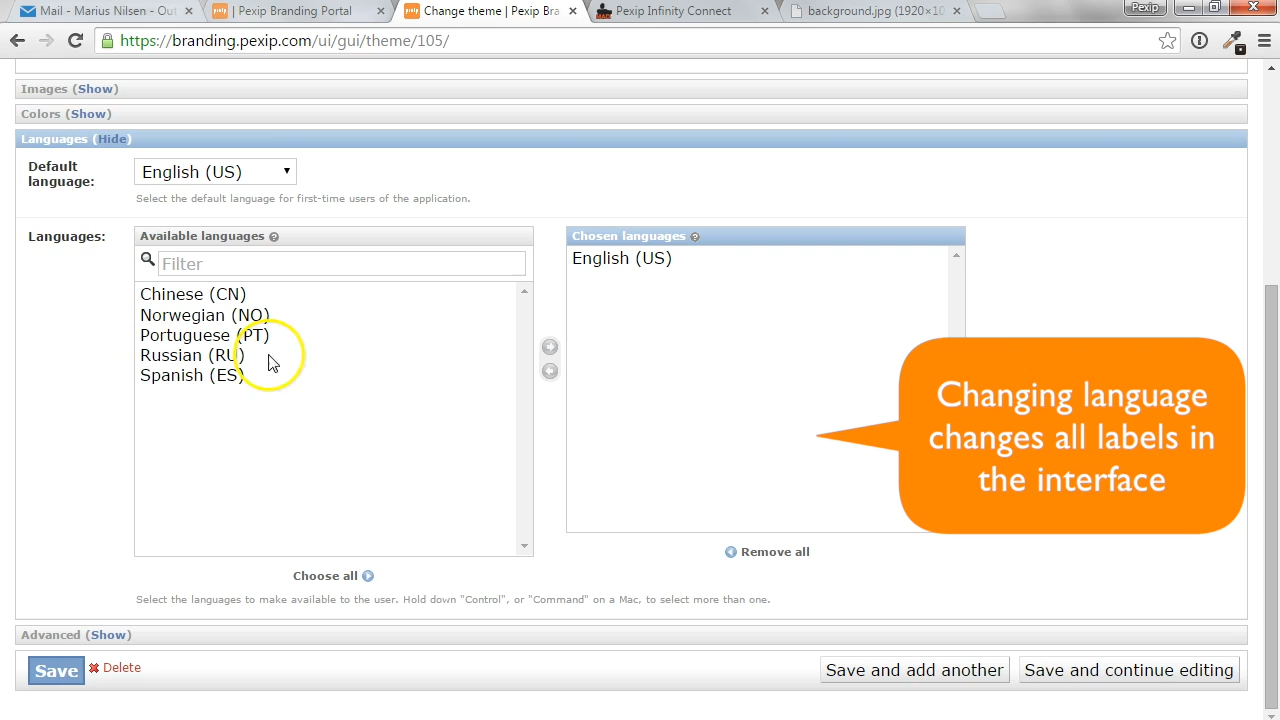 Mail - Marius Nilsen - Out
| Pexip Branding Portal
Change theme | Pexip Bra
Pexip Infinity Conne
background.jpg (1920×10
Pexip
https://branding.pexip.com/ui/gui/theme/105/
Images (Show)
Colors (Show)
Languages (Hide)
Default language:
English (US)
Select the default language for first-time users of the application.
Languages:
Available languages
Filter
Chinese (CN)
Norwegian (NO)
Portuguese (PT)
Russian (RU)
Spanish (ES)
Choose all
Chosen languages
English (US)
Remove all
Changing language
changes all labels in
the interface
Select the languages to make available to the user. Hold down "Control", or "Command" on a Mac, to select more than one.
Advanced (Show)
Save
Delete
Save and add another
Save and continue editing